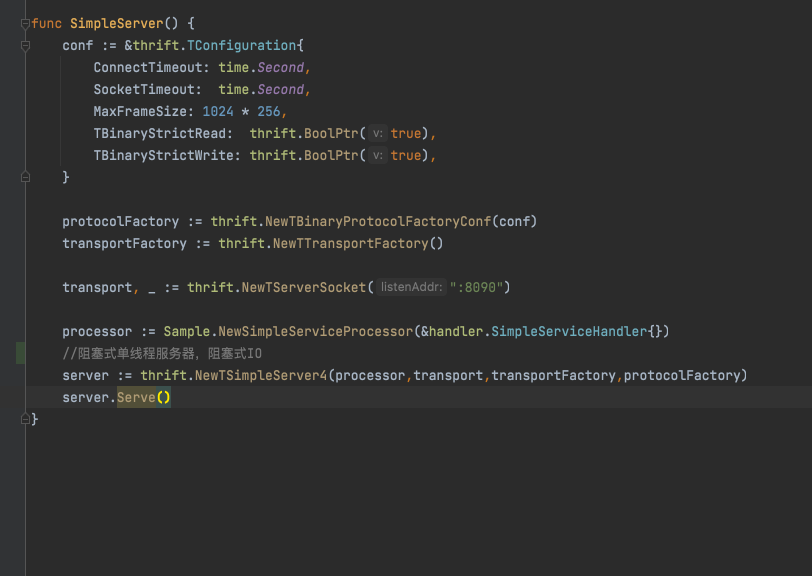 func SimpleServer() {
conf := &thrift.TConfiguration{
ConnectTimeout: time.Second,
SocketTimeout:  time.Second,
MaxFrameSize: 1024 * 256,
TBinaryStrictRead:  thrift.BoolPtr( v: true),
TBinaryStrictWrite: thrift.BoolPtr( v: true),
}
protocolFactory := thrift.NewTBinaryProtocolFactoryConf(conf)
transportFactory := thrift.NewTTransportFactory()
transport, _ := thrift.NewTServerSocket( listenAddr: ":8090")
processor := Sample.NewSimpleServiceProcessor(&handler.SimpleServiceHandler{})
//阻塞式单线程服务器，阻塞式IO
server := thrift.NewTSimpleServer4(processor,transport,transportFactory,protocolFactory)
server.Serve()
}